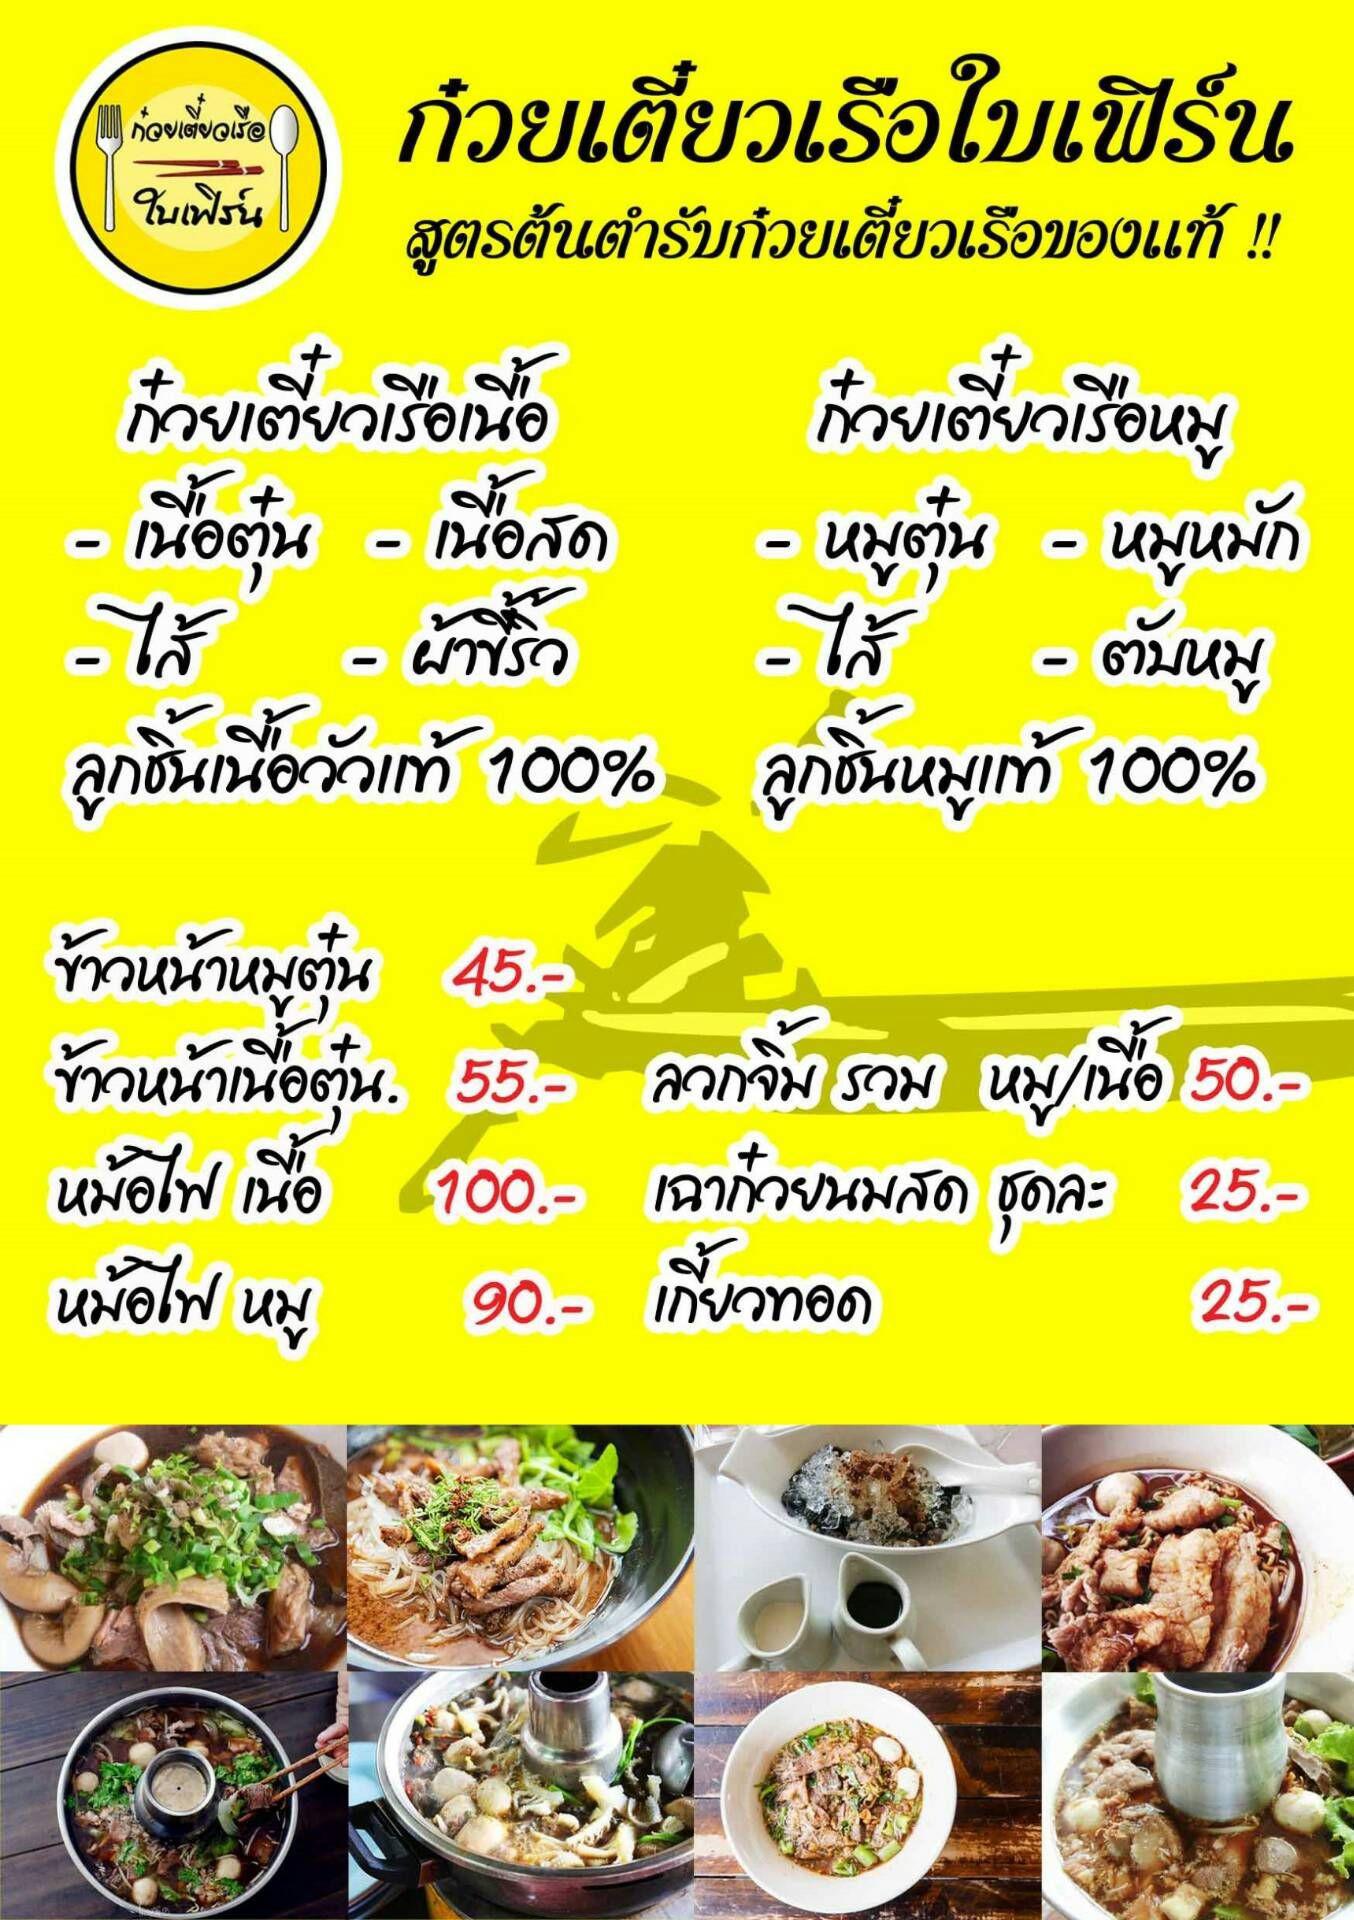 ก๋วยเตี๋ยวเรือ
ใบเฟิร์น
ก๋วยเตี๋ยวเรือใบเฟิร์น
สูตรต้นตำรับก๋วยเตี๋ยวเรือของแท้ !!
ก๋วยเตี๋ยวเรือเนื้อ
- เนื้อตุ๋น - เนื้อสด
- ไส้ - ผ้าขี้ริ้ว
ลูกชิ้นเนื้อวัวแท้ 100%
ก๋วยเตี๋ยวเรือหมู
- หมูตุ๋น - หมูหมัก
- ไส้ - ตับหมู
ลูกชิ้นหมูแท้ 100%
ข้าวหน้าหมูตุ๋น 45.-
ข้าวหน้าเนื้อตุ๋น. 55.-
หม้อไฟ เนื้อ 100.-
หม้อไฟ หมู 90.-
ลวกจิ้ม รวม หมู/เนื้อ 50.-
เฉาก๋วยนมสด ชุดละ 25.-
เกี้ยวทอด 25.-